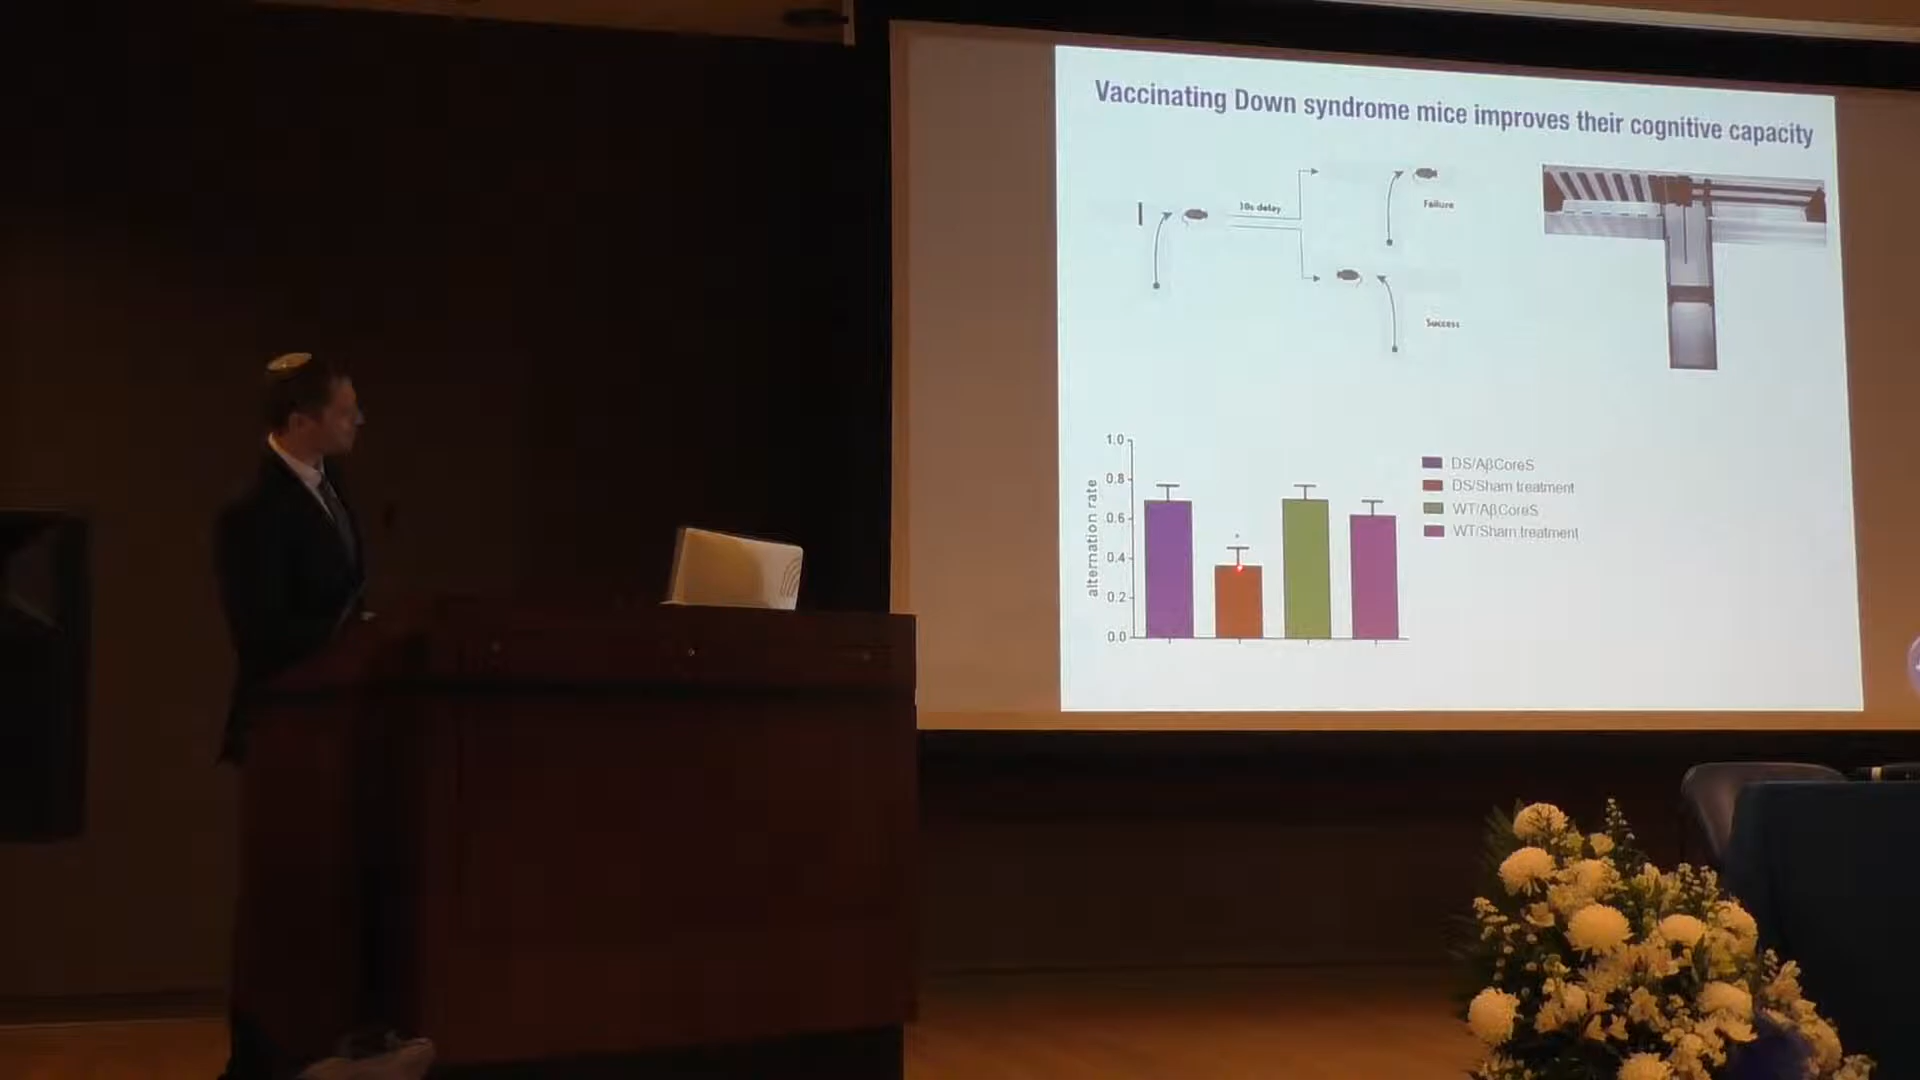 Vaccinating Down syndrome mice improves their cognitive capacity
10s delay
Failure
Success
alternation rate
1.0
0.8
0.6
0.4
0.2
0.0
*
DS/AβCoreS
DS/Sham treatment
WT/AβCoreS
WT/Sham treatment